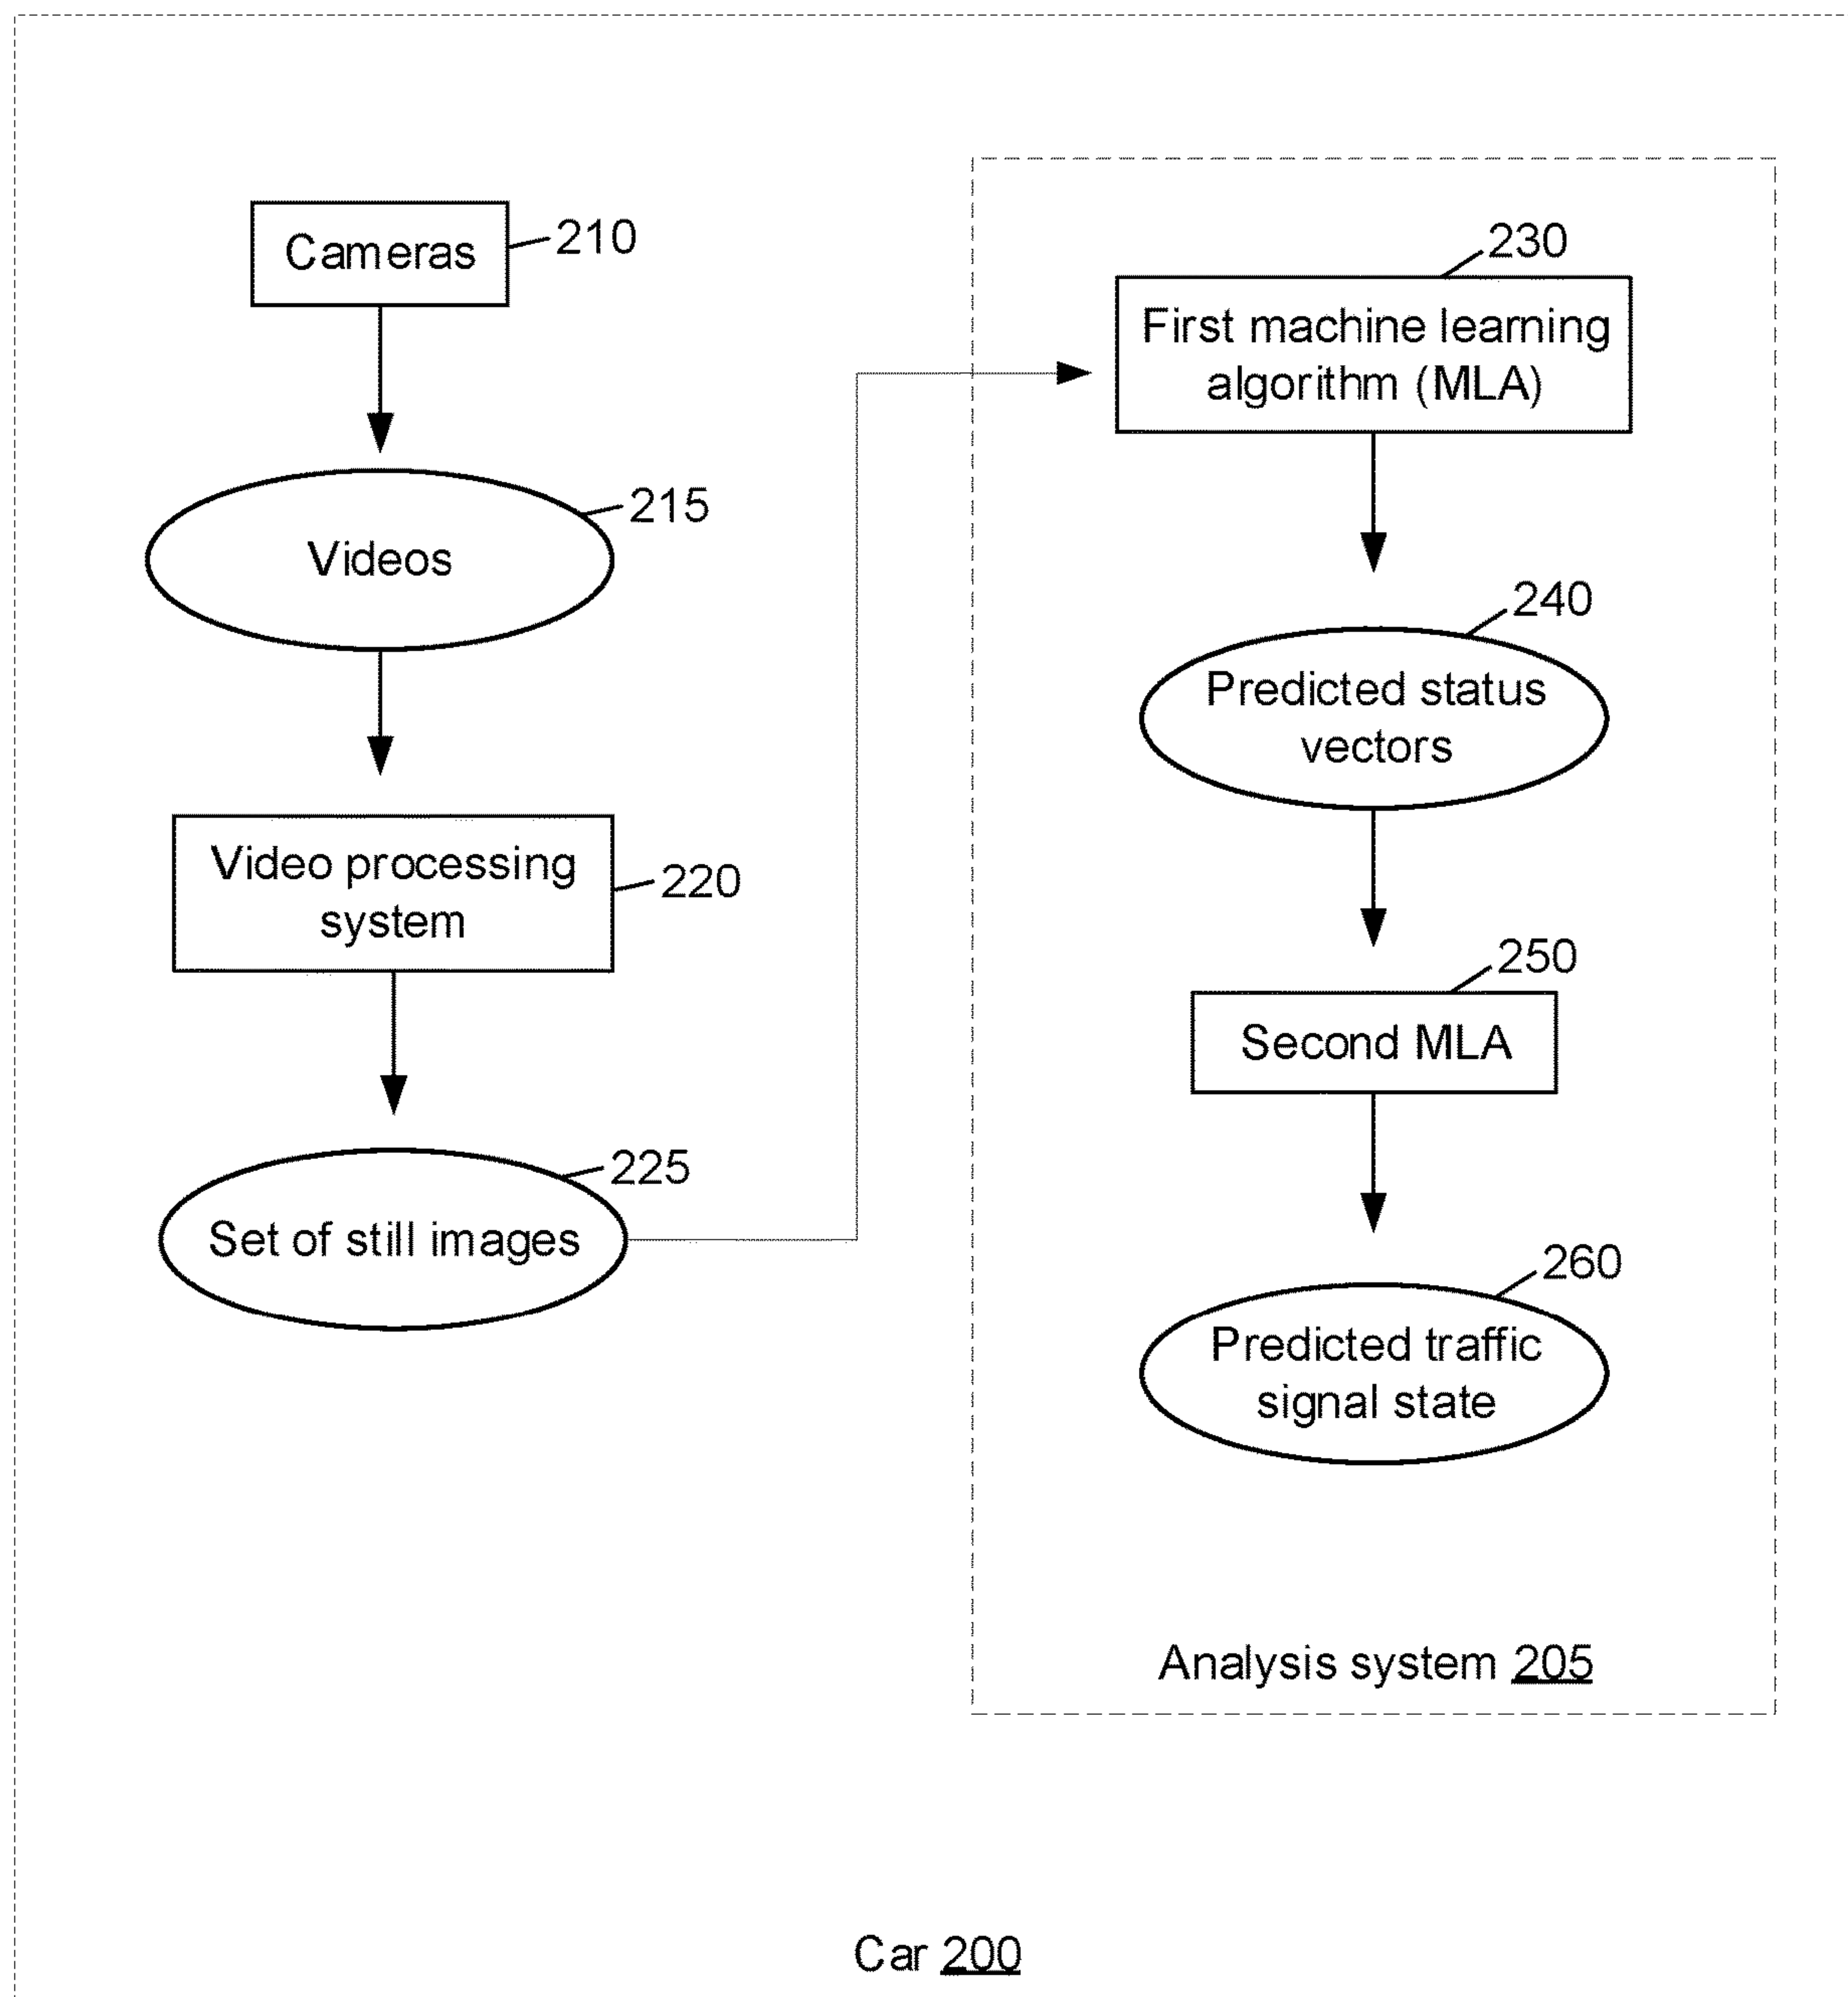 Cameras
210
Videos
215
Video processing
system
220
Set of still images
225
230
First machine learning
algorithm (MLA)
240
Predicted status
vectors
250
Second MLA
260
Predicted traffic
signal state
Analysis system 205
Car 200